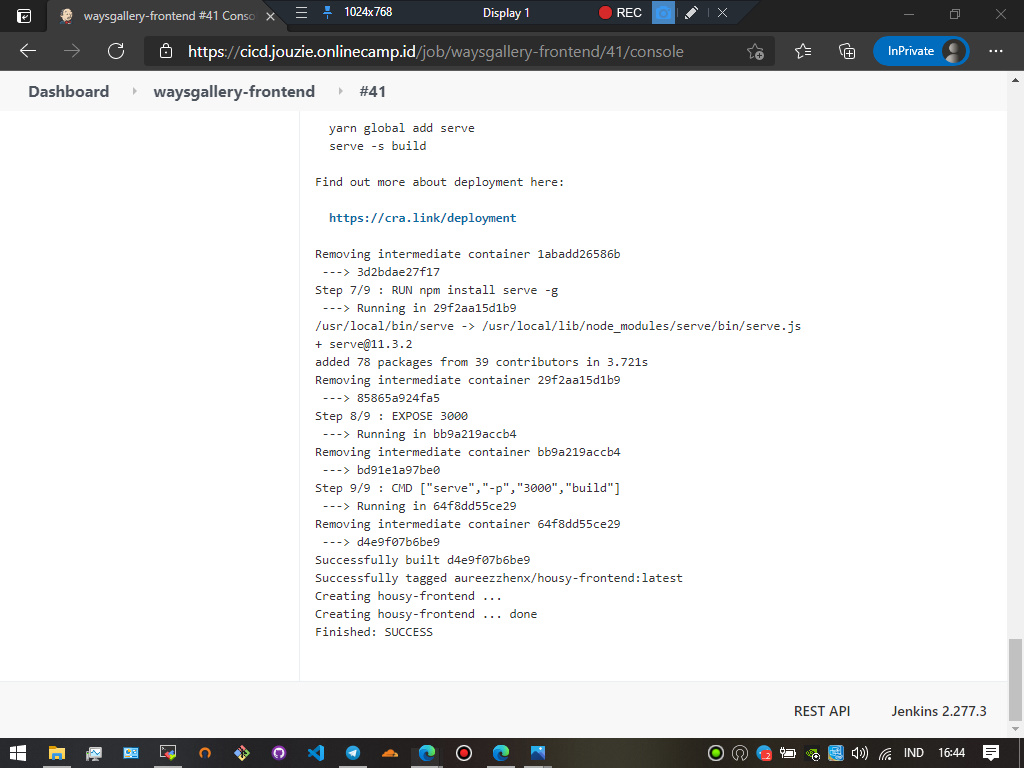 waysgallery-frontend #41 Conso
1024x768
Display 1
REC
https://cicd.jouzie.onlinecamp.id/job/waysgallery-frontend/41/console
InPrivate
Dashboard
waysgallery-frontend
#41
yarn global add serve
serve -s build
Find out more about deployment here:
https://cra.link/deployment
Removing intermediate container 1abadd26586b
---> 3d2bdae27f17
Step 7/9 : RUN npm install serve -g
---> Running in 29f2aa15d1b9
/usr/local/bin/serve -> /usr/local/lib/node_modules/serve/bin/serve.js
+ serve@11.3.2
added 78 packages from 39 contributors in 3.721s
Removing intermediate container 29f2aa15d1b9
---> 85865a924fa5
Step 8/9 : EXPOSE 3000
---> Running in bb9a219accb4
Removing intermediate container bb9a219accb4
---> bd91e1a97be0
Step 9/9 : CMD ["serve","-p","3000","build"]
---> Running in 64f8dd55ce29
Removing intermediate container 64f8dd55ce29
---> d4e9f07b6be9
Successfully built d4e9f07b6be9
Successfully tagged aureezzhenx/housy-frontend:latest
Creating housy-frontend ...
Creating housy-frontend ... done
Finished: SUCCESS
REST API
Jenkins 2.277.3
IND
16:44